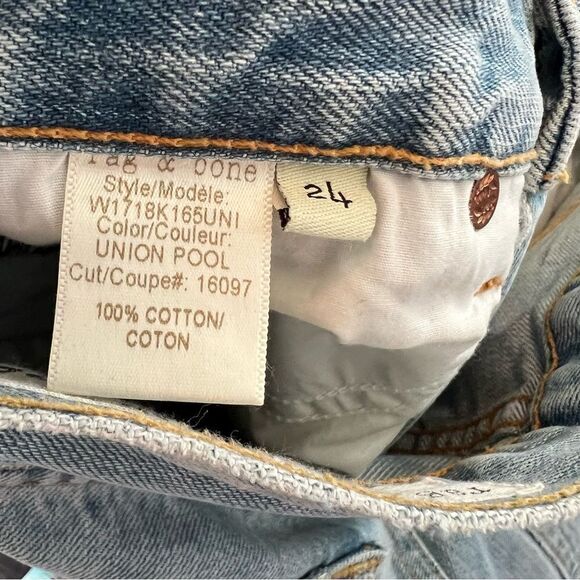 rag & bone
Style/Modèle:
W1718K165UNI
Color/Couleur:
UNION POOL
Cut/Coupe#: 16097
100% COTTON/
COTON
24